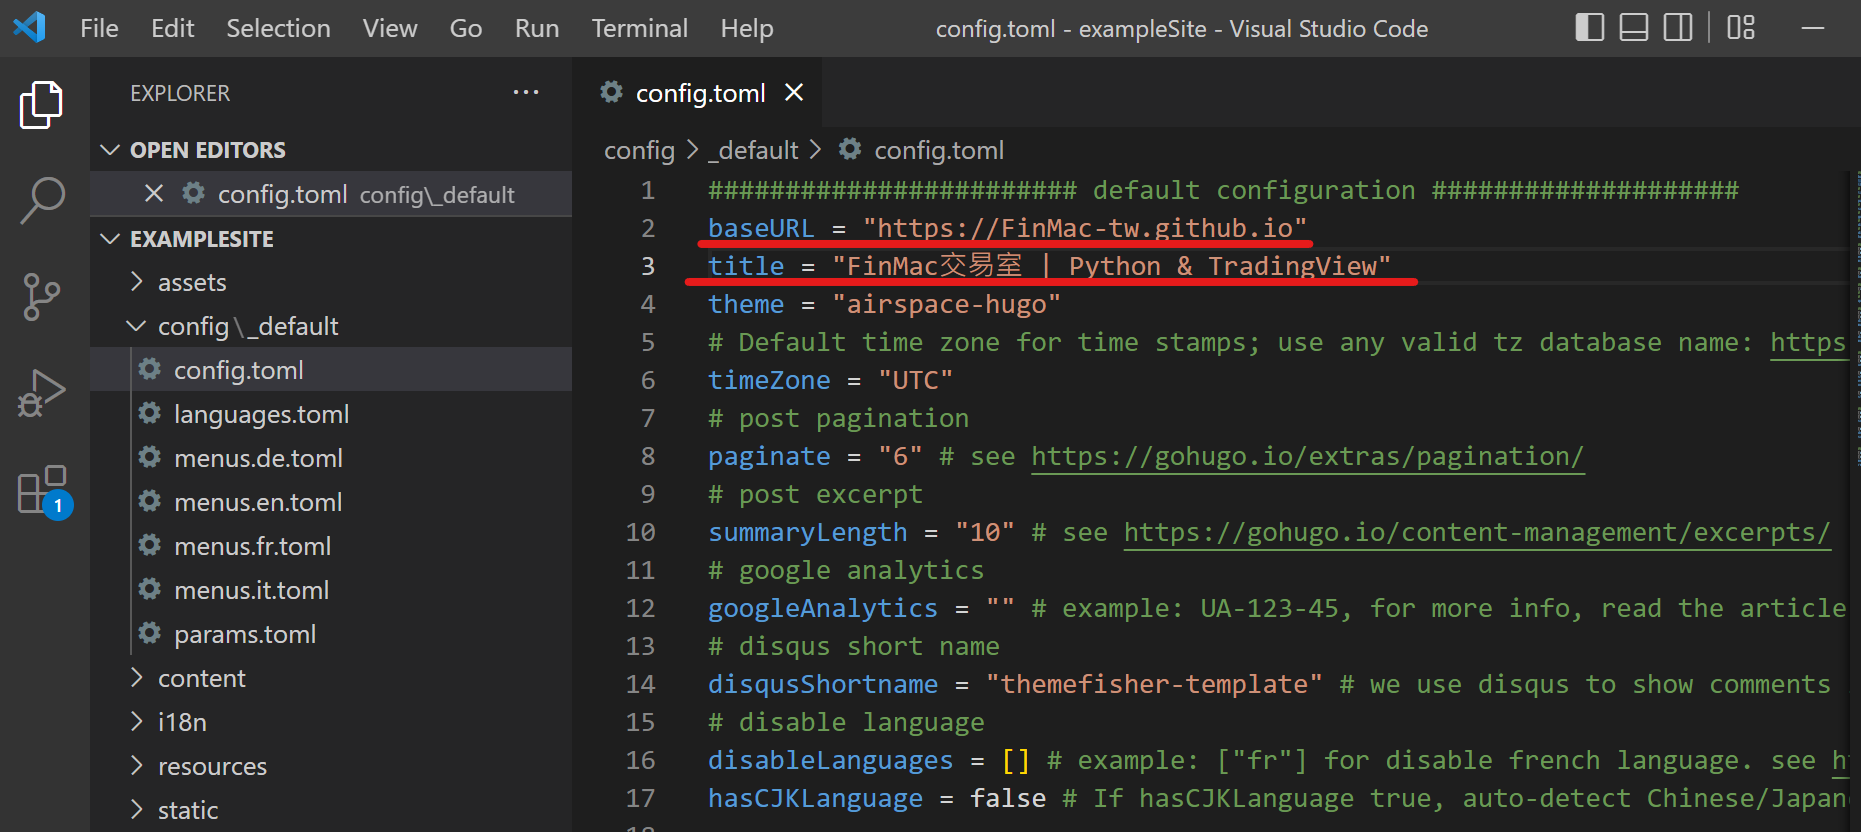 File Edit Selection View Go Run Terminal Help
config.toml - exampleSite - Visual Studio Code
EXPLORER
OPEN EDITORS
config.toml config\_default
EXAMPLESITE
assets
config\_default
config.toml
languages.toml
menus.de.toml
menus.en.toml
menus.fr.toml
menus.it.toml
params.toml
content
i18n
resources
static
1
config.toml
config > _default > config.toml
1 ######################## default configuration ####################
2 baseURL = "https://FinMac-tw.github.io"
3 title = "FinMac交易室 | Python & TradingView"
4 theme = "airspace-hugo"
5 # Default time zone for time stamps; use any valid tz database name: https
6 timeZone = "UTC"
7 # post pagination
8 paginate = "6" # see https://gohugo.io/extras/pagination/
9 # post excerpt
10 summaryLength = "10" # see https://gohugo.io/content-management/excerpts/
11 # google analytics
12 googleAnalytics = "" # example: UA-123-45, for more info, read the article
13 # disqus short name
14 disqusShortname = "themefisher-template" # we use disqus to show comments
15 # disable language
16 disableLanguages = [] # example: ["fr"] for disable french language. see h
17 hasCJKLanguage = false # If hasCJKLanguage true, auto-detect Chinese/Japan